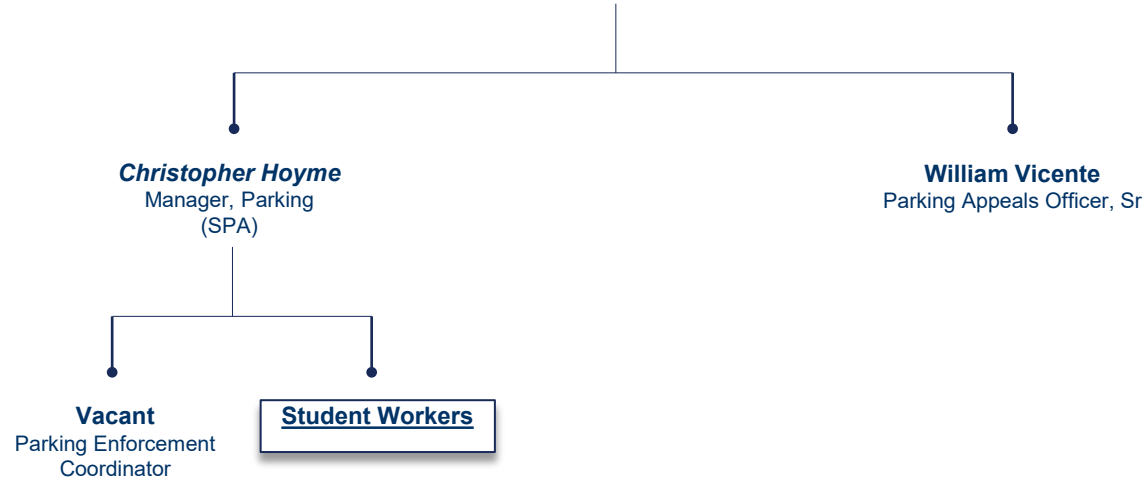 Christopher Hoyme
Manager, Parking
(SPA)
William Vicente
Parking Appeals Officer, Sr
Vacant
Parking Enforcement
Coordinator
Student Workers